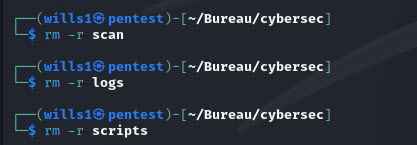 ┌──(wills1㉿pentest)-[~/Bureau/cybersec]
└─$ rm -r scan
┌──(wills1㉿pentest)-[~/Bureau/cybersec]
└─$ rm -r logs
┌──(wills1㉿pentest)-[~/Bureau/cybersec]
└─$ rm -r scripts